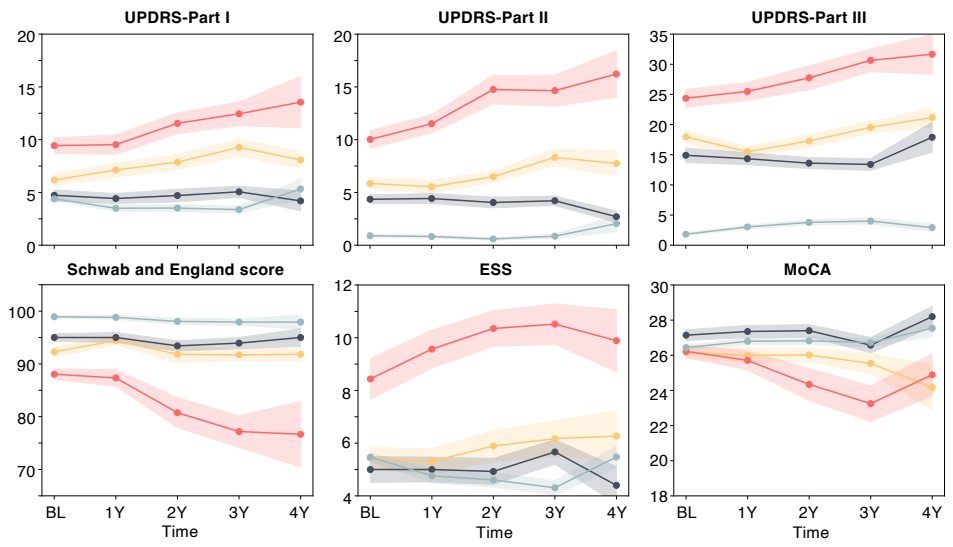 UPDRS-Part I
UPDRS-Part II
UPDRS-Part III
20
15
10
5
0
20
15
10
5
0
35
30
25
20
15
10
5
0
Schwab and England score
ESS
MoCA
100
90
80
70
12
10
8
6
4
30
28
26
24
22
20
18
BL 1Y 2Y 3Y 4Y
Time
BL 1Y 2Y 3Y 4Y
Time
BL 1Y 2Y 3Y 4Y
Time